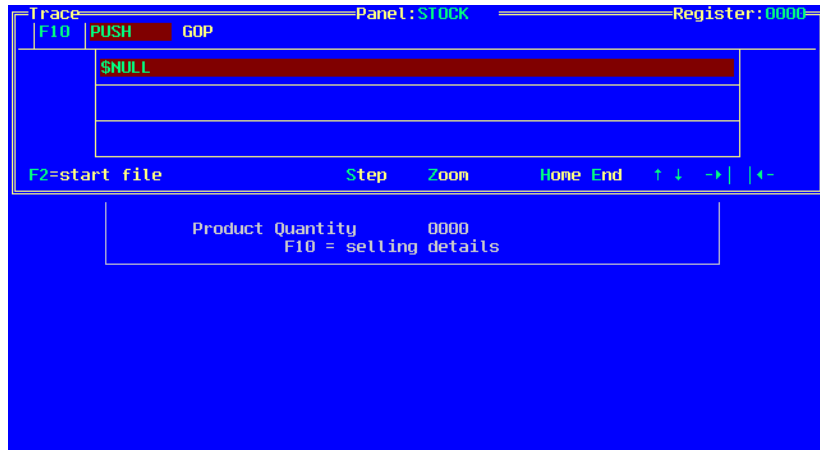 Trace Panel:STOCK Register:0000
F10 PUSH GOP
$NULL
F2=start file Step Zoom Home End ↑ ↓ -→| |←-
Product Quantity 0000
F10 = selling details